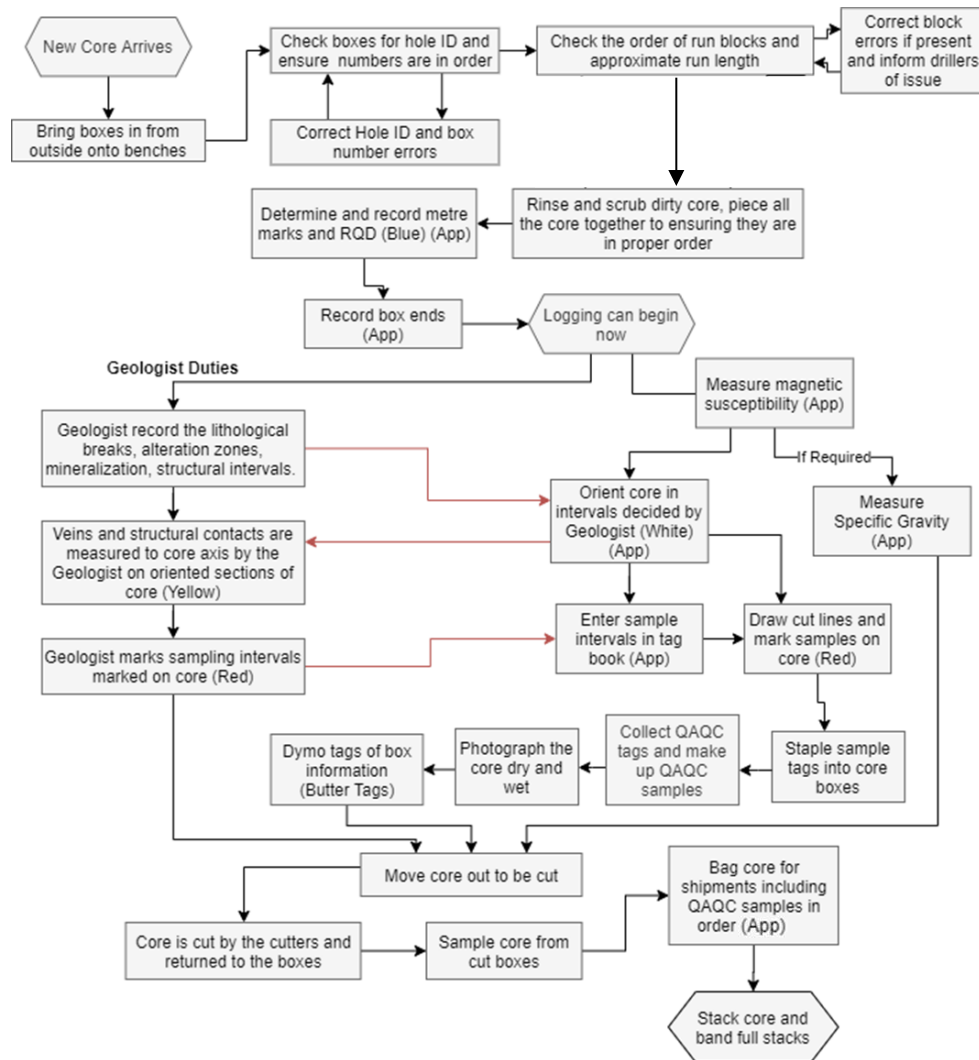 New Core Arrives
Check boxes for hole ID and
ensure numbers are in order
Check the order of run blocks and
approximate run length
Correct block
errors if present
and inform drillers
of issue
Bring boxes in from
outside onto benches
Correct Hole ID and box
number errors
Determine and record metre
marks and RQD (Blue) (App)
Rinse and scrub dirty core, piece all
the core together to ensuring they are
in proper order
Record box ends
(App)
Logging can begin
now
Geologist Duties
Measure magnetic
susceptibility (App)
Geologist record the lithological
breaks, alteration zones,
mineralization, structural intervals.
If Required
Orient core in
intervals decided by
Geologist (White)
(App)
Measure
Specific Gravity
(App)
Veins and structural contacts are
measured to core axis by the
Geologist on oriented sections of
core (Yellow)
Enter sample
intervals in tag
book (App)
Draw cut lines and
mark samples on
core (Red)
Geologist marks sampling intervals
marked on core (Red)
Dymo tags of box
information
(Butter Tags)
Photograph the
core dry and
wet
Collect QAQC
tags and make
up QAQC
samples
Staple sample
tags into core
boxes
Move core out to be cut
Bag core for
shipments including
QAQC samples in
order (App)
Core is cut by the cutters and
returned to the boxes
Sample core from
cut boxes
Stack core and
band full stacks